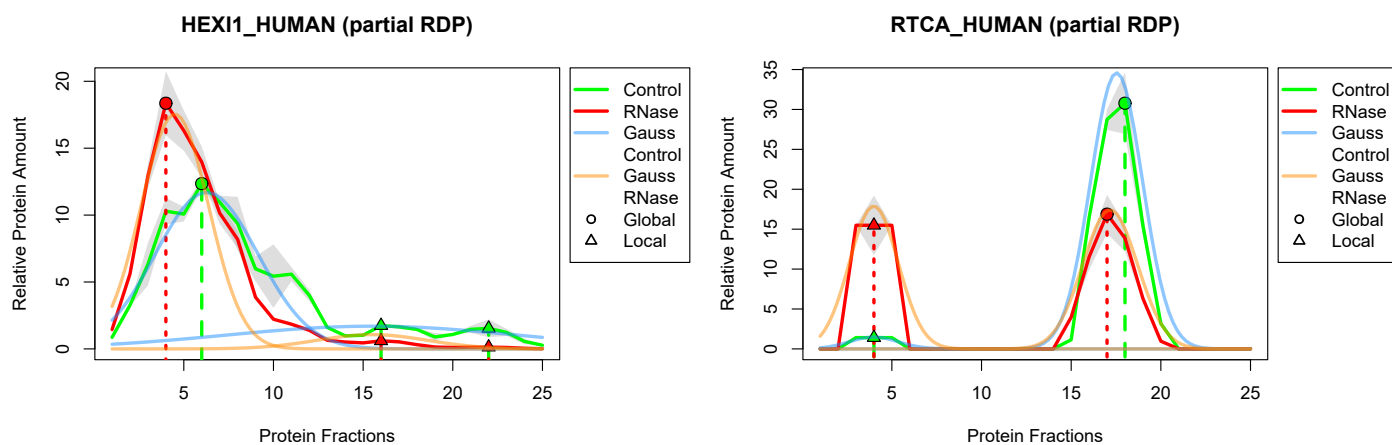 HEXI1_HUMAN (partial RDP)
Relative Protein Amount
20
15
10
5
0
5
10
15
20
25
Protein Fractions
Control
RNase
Gauss
Control
Gauss
RNase
Global
Local
RTCA_HUMAN (partial RDP)
Relative Protein Amount
35
30
25
20
15
10
5
0
5
10
15
20
25
Protein Fractions
Control
RNase
Gauss
Control
Gauss
RNase
Global
Local